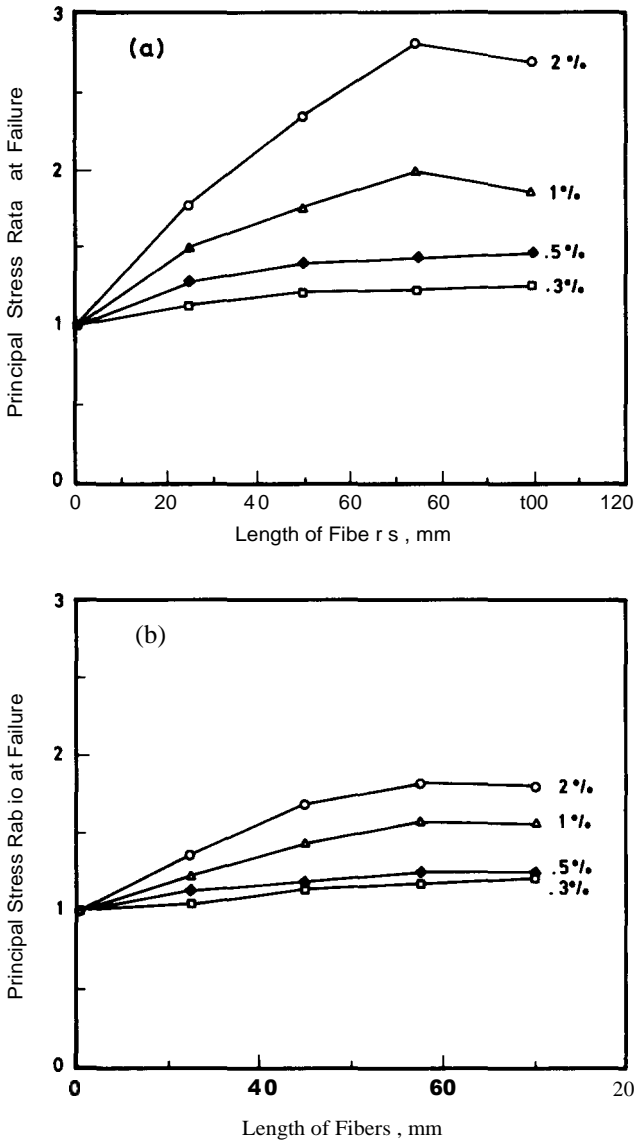 3
(a)
2 %
2
1%
.5%
.3%
1
0
Principal Stress Rata at Failure
0 20 40 60 60 t00 120
Length of Fibe r s , mm
3
(b)
2
2%
1%
.5%
.3%
1
0
Principal Stress Rab io at Failure
0 40 60 20
Length of Fibers , mm